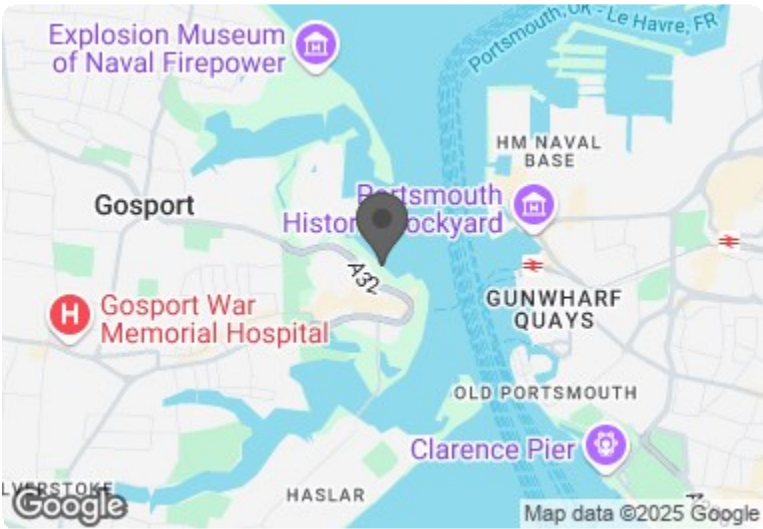 Explosion Museum
of Naval Firepower
Portsmouth, UK - Le Havre, FR
HM NAVAL
BASE
Portsmouth
Historic Dockyard
Gosport
A32
Gosport War
Memorial Hospital
H
GUNWHARF
QUAYS
OLD PORTSMOUTH
Clarence Pier
LVERSTOKE
HASLAR
Google
Map data ©2025 Google